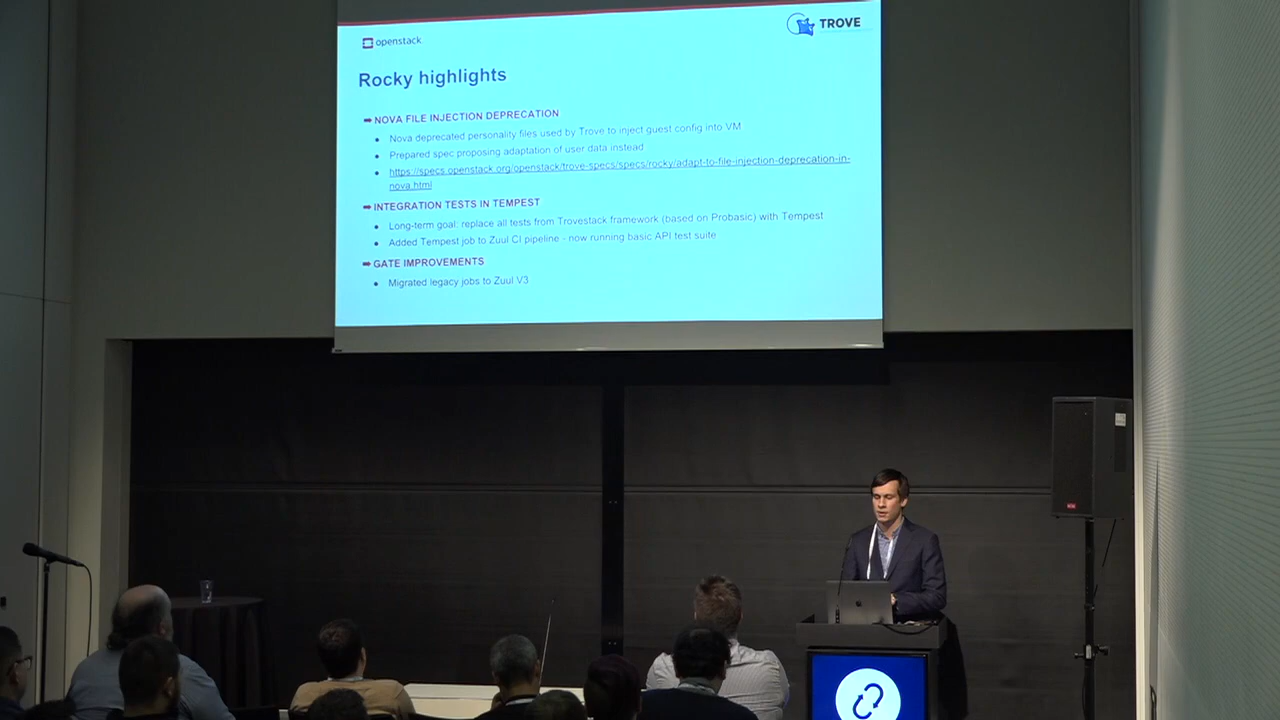 openstack
TROVE
Rocky highlights
➡ NOVA FILE INJECTION DEPRECATION
• Nova deprecated personality files used by Trove to inject guest config into VM
• Prepared spec proposing adaptation of user data instead
• https://specs.openstack.org/openstack/trove-specs/specs/rocky/adapt-to-file-injection-deprecation-in-
nova.html
➡ INTEGRATION TESTS IN TEMPEST
• Long-term goal: replace all tests from Trovestack framework (based on Probasic) with Tempest
• Added Tempest job to Zuul CI pipeline - now running basic API test suite
➡ GATE IMPROVEMENTS
• Migrated legacy jobs to Zuul V3